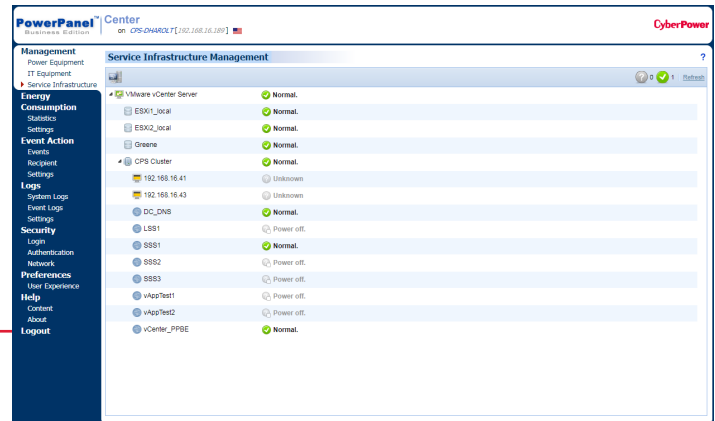 PowerPanel™ Center
Business Edition
on CPS-DHAROLT[192.168.16.189]
CyberPower
Management
Power Equipment
IT Equipment
Service Infrastructure
Energy
Consumption
Statistics
Settings
Event Action
Events
Recipient
Settings
Logs
System Logs
Event Logs
Settings
Security
Login
Authentication
Network
Preferences
User Experience
Help
Content
About
Logout
Service Infrastructure Management ?
0 1 Refresh
VMware vCenter Server Normal.
ESXi1_local Normal.
ESXi2_local Normal.
Greene Normal.
CPS Cluster Normal.
192.168.16.41 Unknown
192.168.16.43 Unknown
DC_DNS Normal.
LSS1 Power off.
SSS1 Normal.
SSS2 Power off.
SSS3 Power off.
vAppTest1 Power off.
vAppTest2 Power off.
vCenter_PPBE Normal.